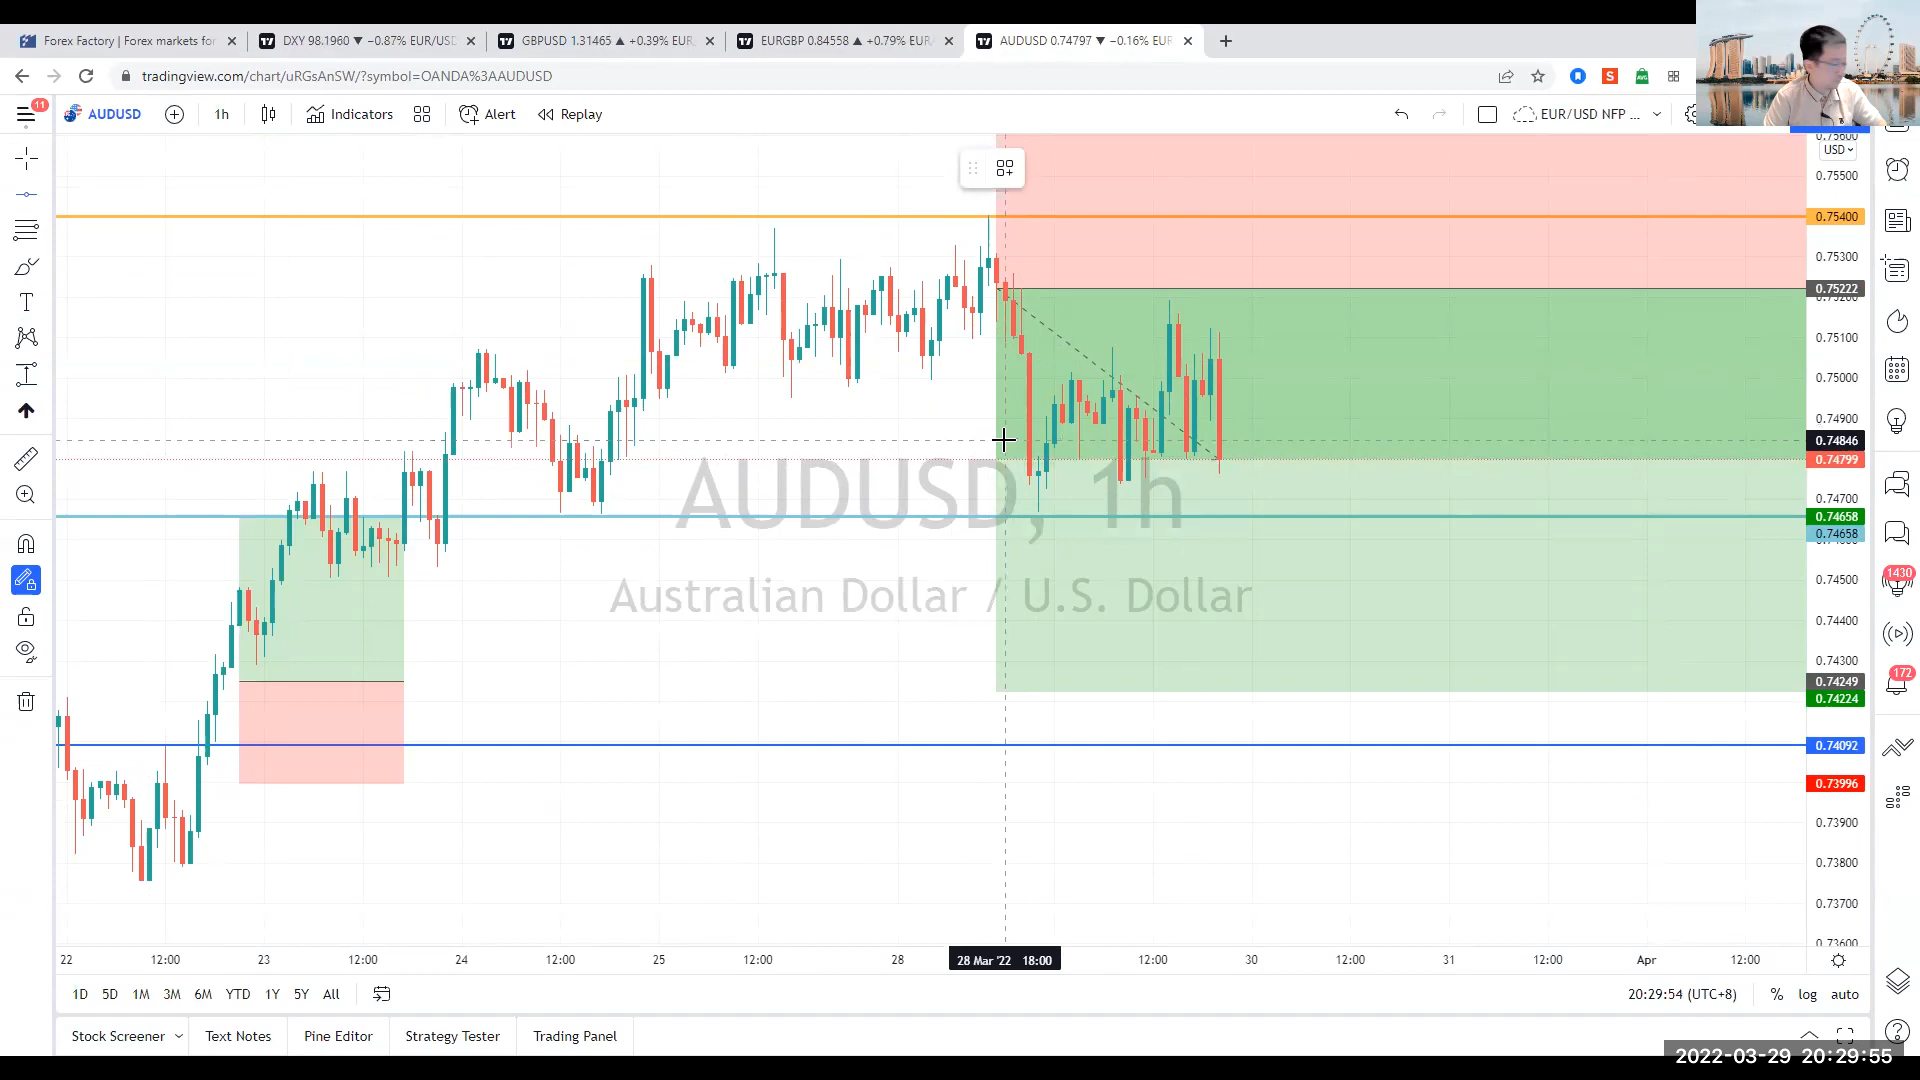 Forex Factory | Forex markets for
DXY 98.1960 ▼ −0.87% EUR/USD
GBPUSD 1.31465 ▲ +0.39% EUR
EURGBP 0.84558 ▲ +0.79% EUR
AUDUSD 0.74797 ▼ −0.16% EUR
tradingview.com/chart/uRGsAnSW/?symbol=OANDA%3AAUDUSD
11
AUDUSD
1h
Indicators
Alert
Replay
EUR/USD NFP ...
0.75600
USD
0.75500
0.75400
0.75300
0.75222
0.75200
0.75100
0.75000
0.74900
0.74846
0.74799
0.74700
0.74658
0.74658
0.74500
0.74400
0.74300
0.74249
0.74224
0.74092
0.73996
0.73900
0.73800
0.73700
0.73600
AUDUSD, 1h
Australian Dollar / U.S. Dollar
1430
172
22
12:00
23
12:00
24
12:00
25
12:00
28
28 Mar '22 18:00
12:00
30
12:00
31
12:00
Apr
12:00
1D
5D
1M
3M
6M
YTD
1Y
5Y
All
20:29:54 (UTC+8)
%
log
auto
Stock Screener
Text Notes
Pine Editor
Strategy Tester
Trading Panel
2022-03-29 20:29:55